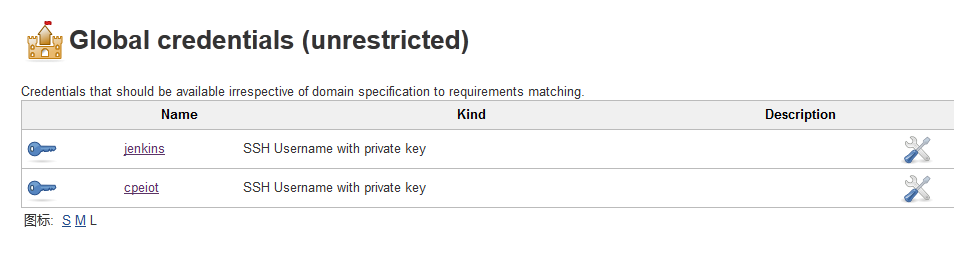 Global credentials (unrestricted)
Credentials that should be available irrespective of domain specification to requirements matching.
Name Kind Description
jenkins SSH Username with private key
cpeiot SSH Username with private key
图标: S M L